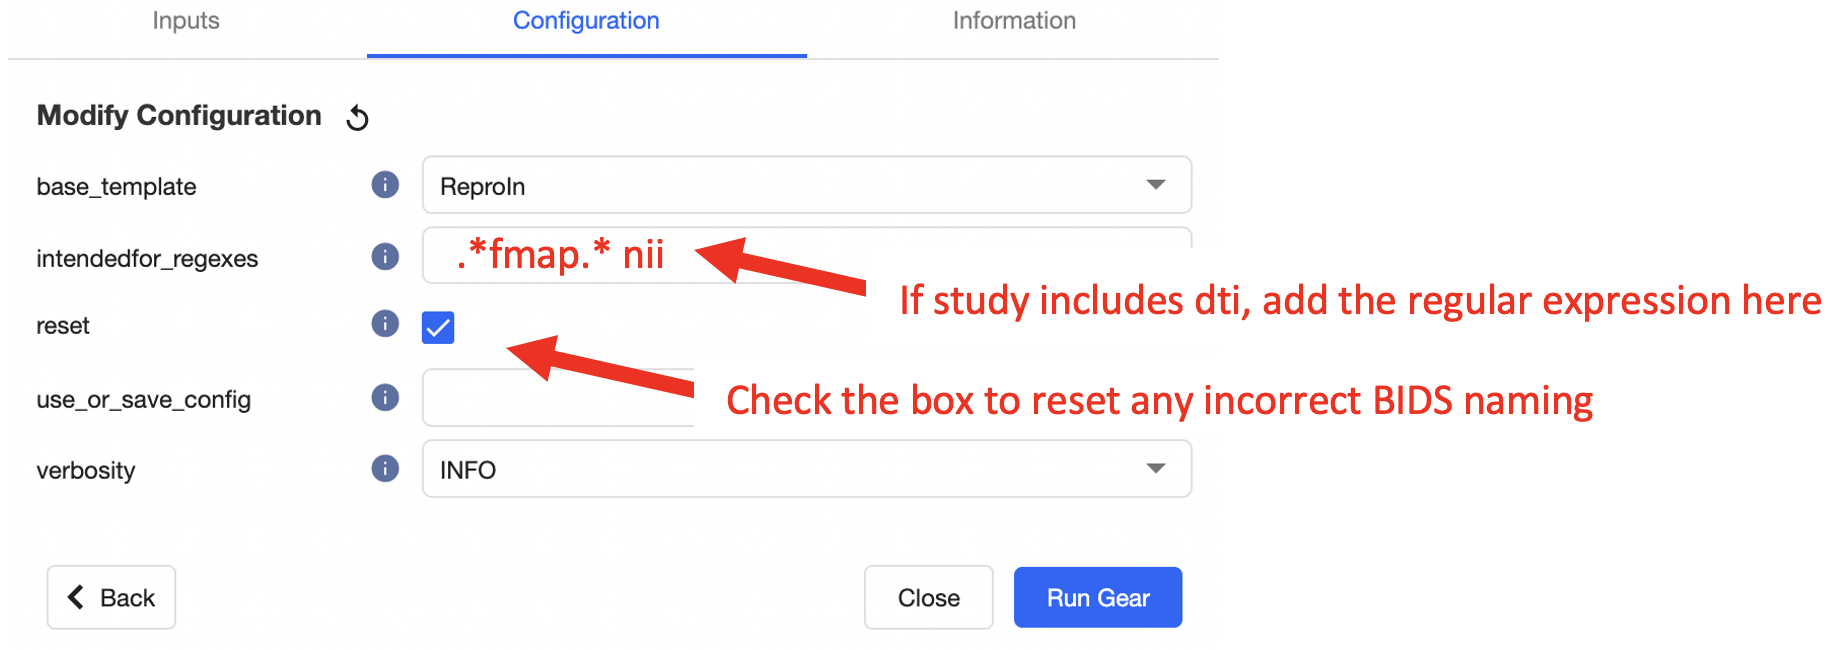 Inputs Configuration Information
Modify Configuration
base_template ReproIn
intendedfor_regexes .*fmap.* nii
If study includes dti, add the regular expression here
reset
Check the box to reset any incorrect BIDS naming
use_or_save_config
verbosity INFO
Back Close Run Gear